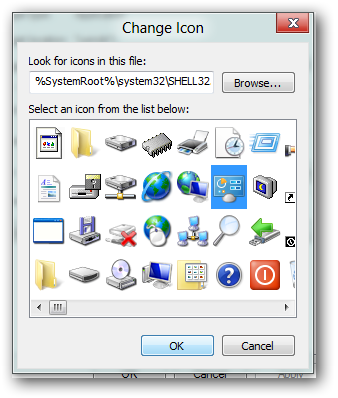 Change Icon
Look for icons in this file:
%SystemRoot%\system32\SHELL32
Browse...
Select an icon from the list below:
OK
Cancel
OK
Cancel
Apply